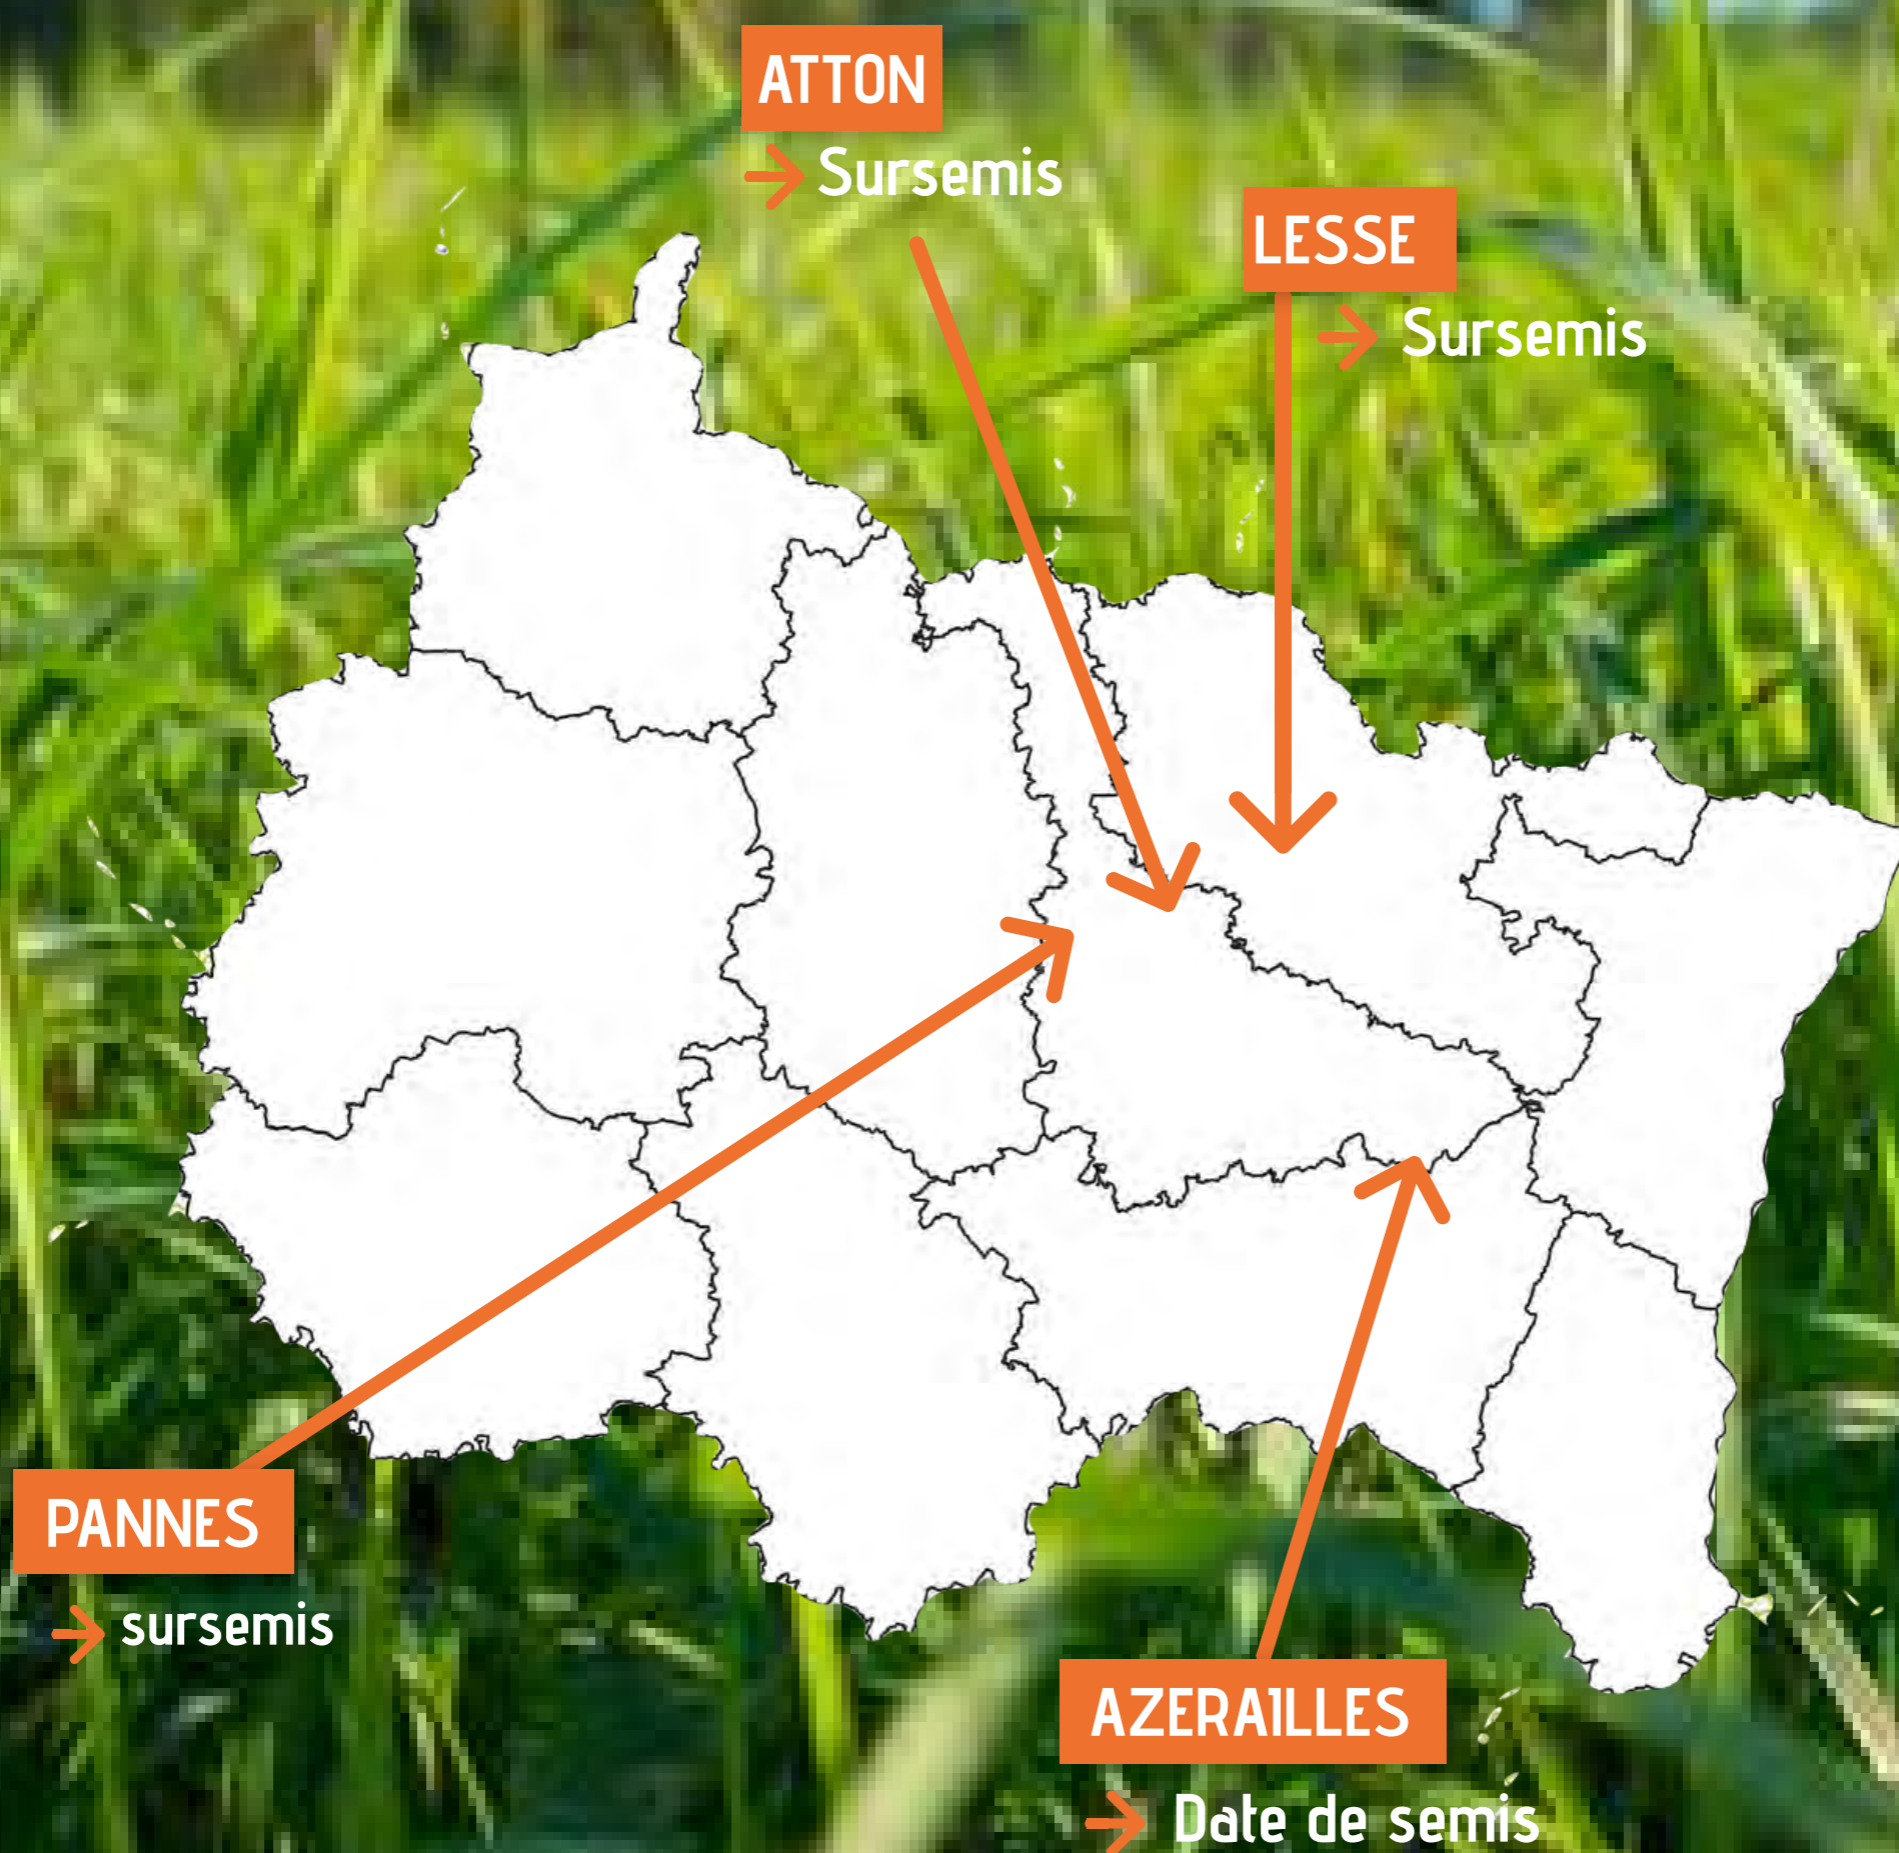 ATTON
Sursemis
LESSE
Sursemis
PANNES
sursemis
AZERAILLES
Date de semis